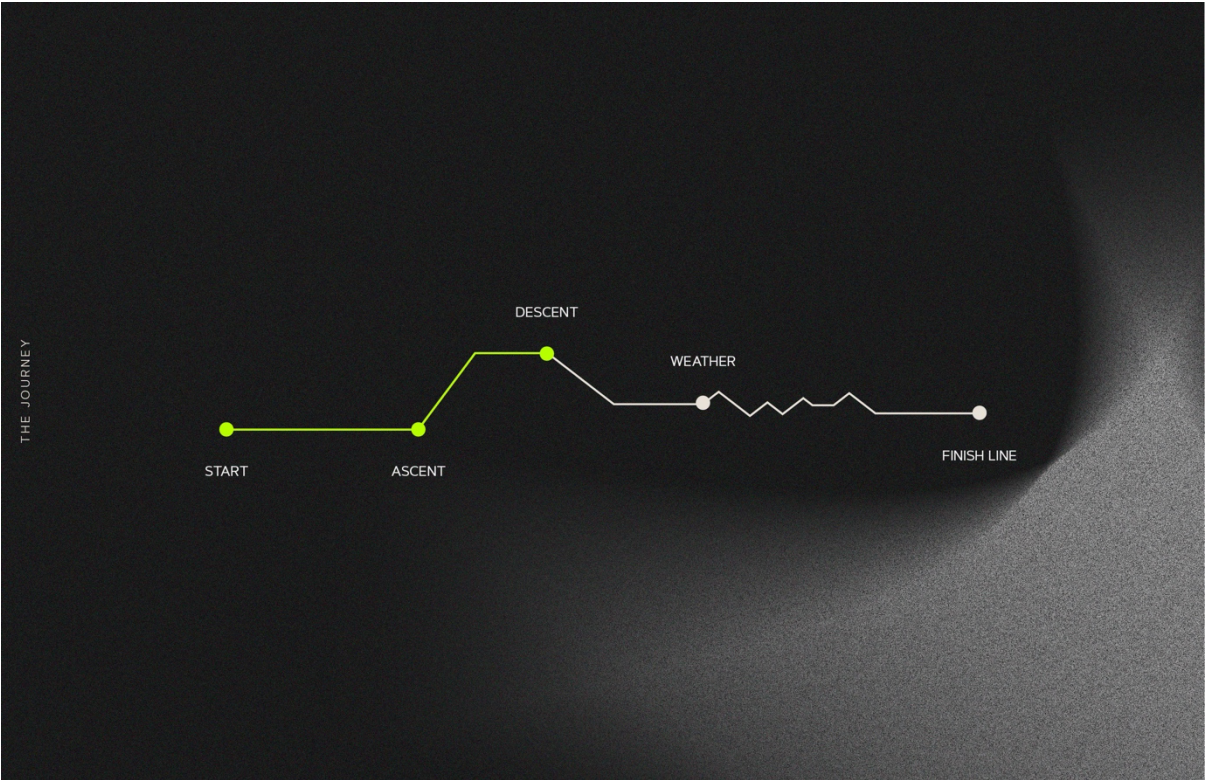 THE JOURNEY
DESCENT
WEATHER
START
ASCENT
FINISH LINE